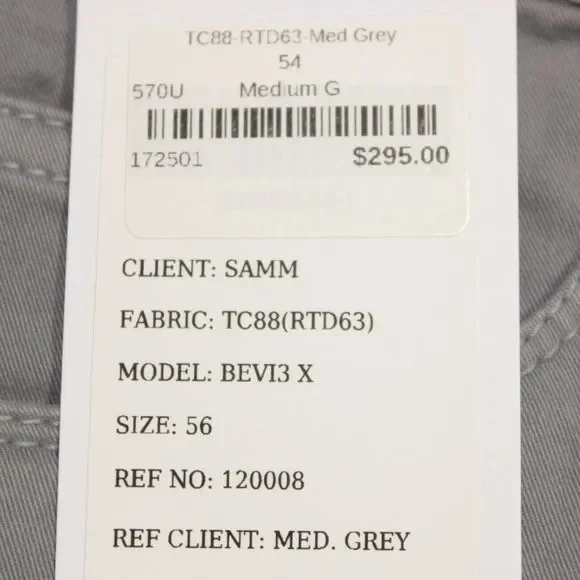 TC88-RTD63-Med Grey
54
570U Medium G
172501 $295.00
CLIENT: SAMM
FABRIC: TC88(RTD63)
MODEL: BEVI3 X
SIZE: 56
REF NO: 120008
REF CLIENT: MED. GREY